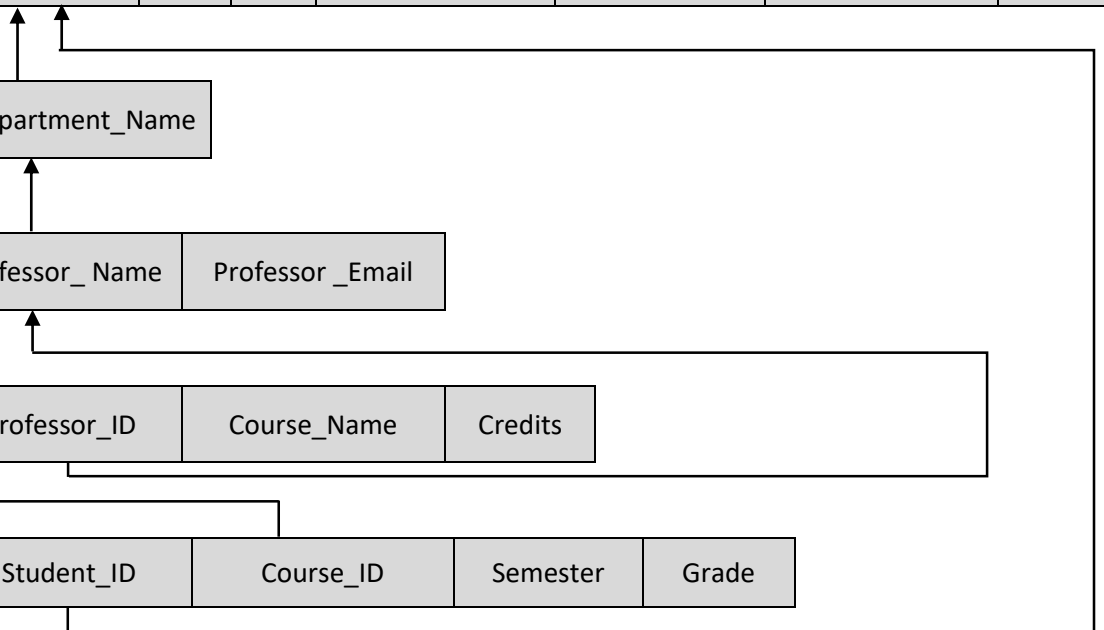 partment_Name
fessor_ Name Professor _Email
rofessor_ID Course_Name Credits
Student_ID Course_ID Semester Grade